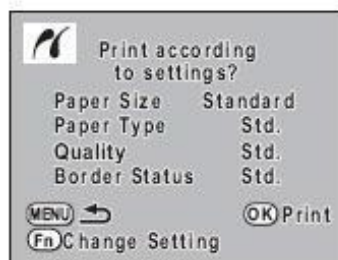 Print according
to settings?
Paper Size Standard
Paper Type Std.
Quality Std.
Border Status Std.
MENU OK Print
Fn Change Setting